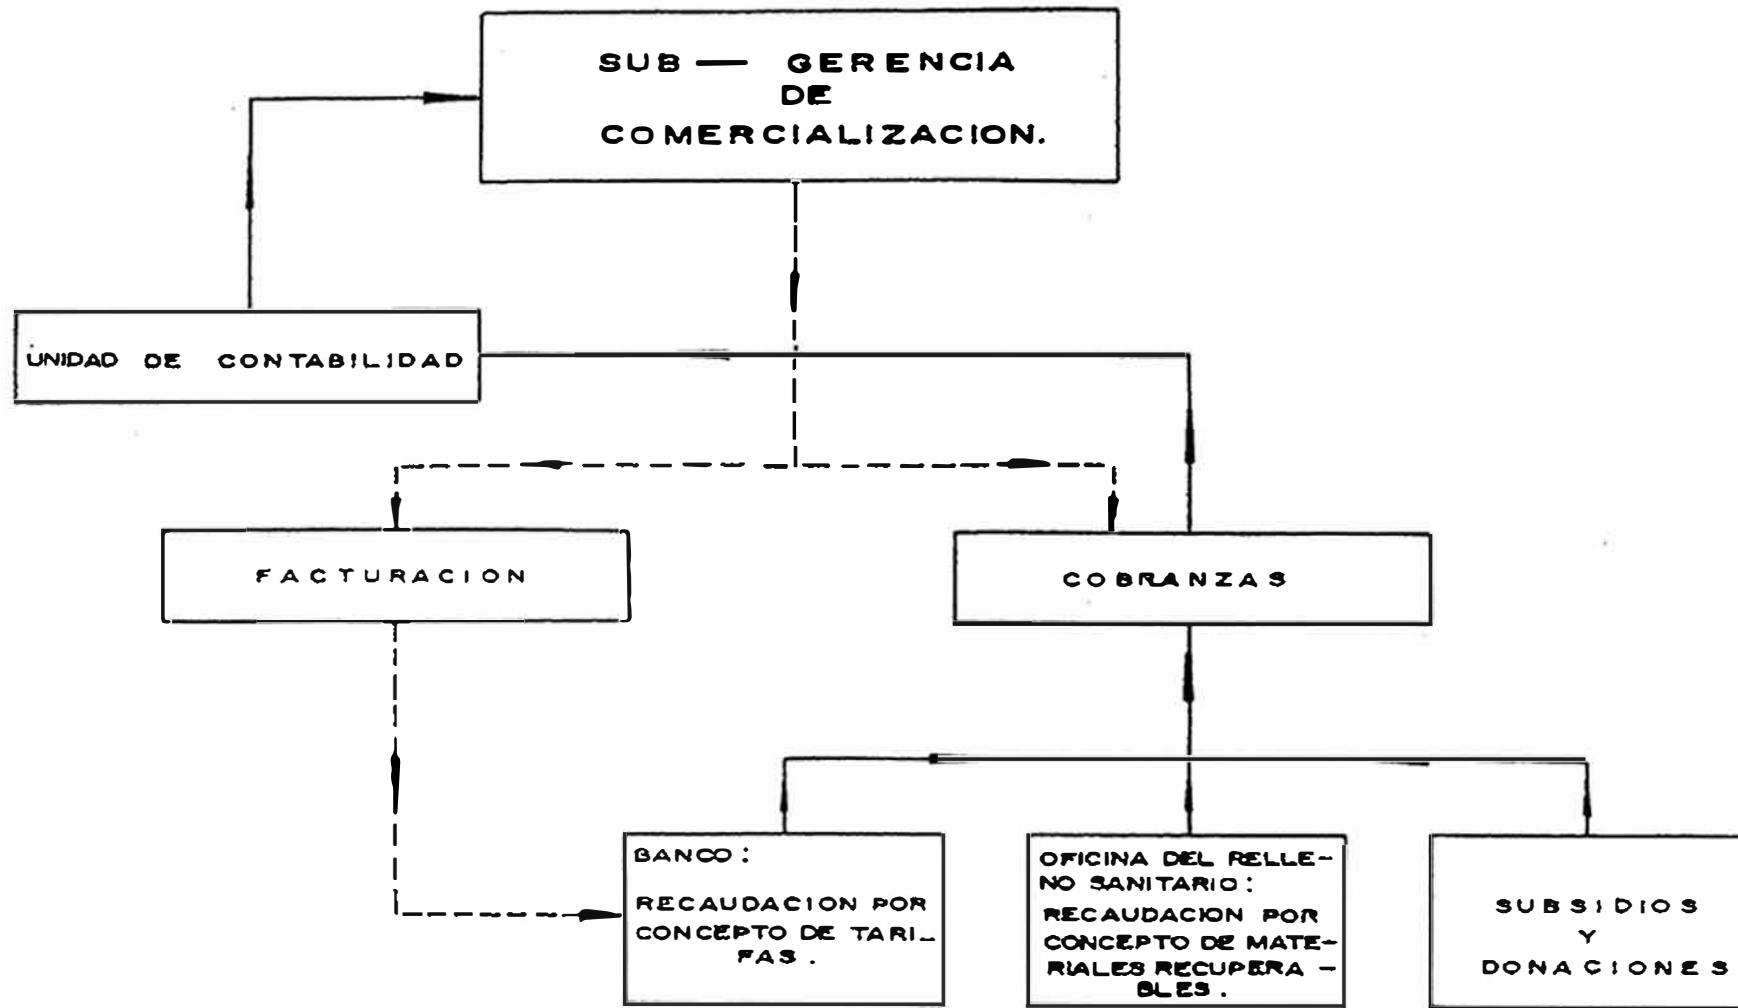 SUB — GERENCIA
DE
COMERCIALIZACION.
UNIDAD DE CONTABILIDAD
FACTURACION
COBRANZAS
BANCO:
RECAUDACION POR
CONCEPTO DE TARI-
FAS.
OFICINA DEL RELLE-
NO SANITARIO:
RECAUDACION POR
CONCEPTO DE MATE-
RIALES RECUPERA-
BLES.
SUBSIDIOS
Y
DONACIONES